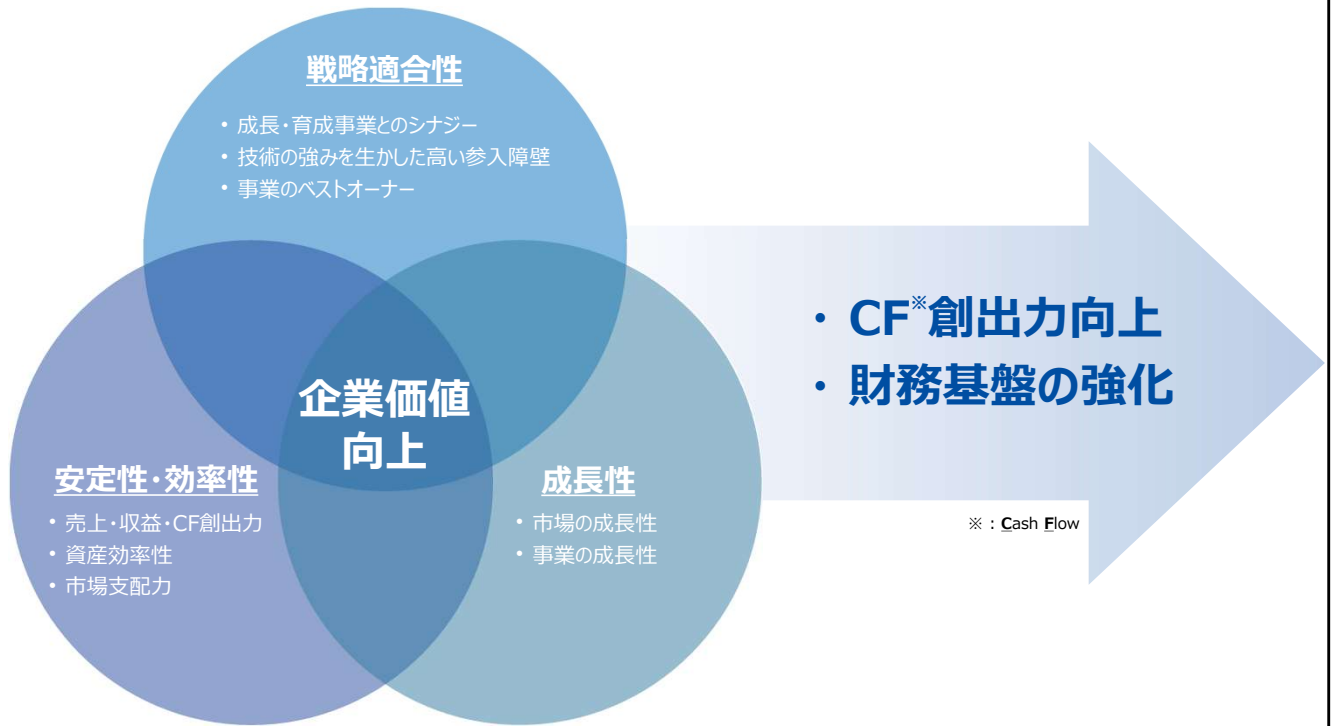 戦略適合性
・成長・育成事業とのシナジー
・技術の強みを生かした高い参入障壁
・事業のベストオーナー
企業価値
向上
安定性・効率性
・売上・収益・CF創出力
・資産効率性
・市場支配力
成長性
・市場の成長性
・事業の成長性
・CF※創出力向上
・財務基盤の強化
※：Cash Flow